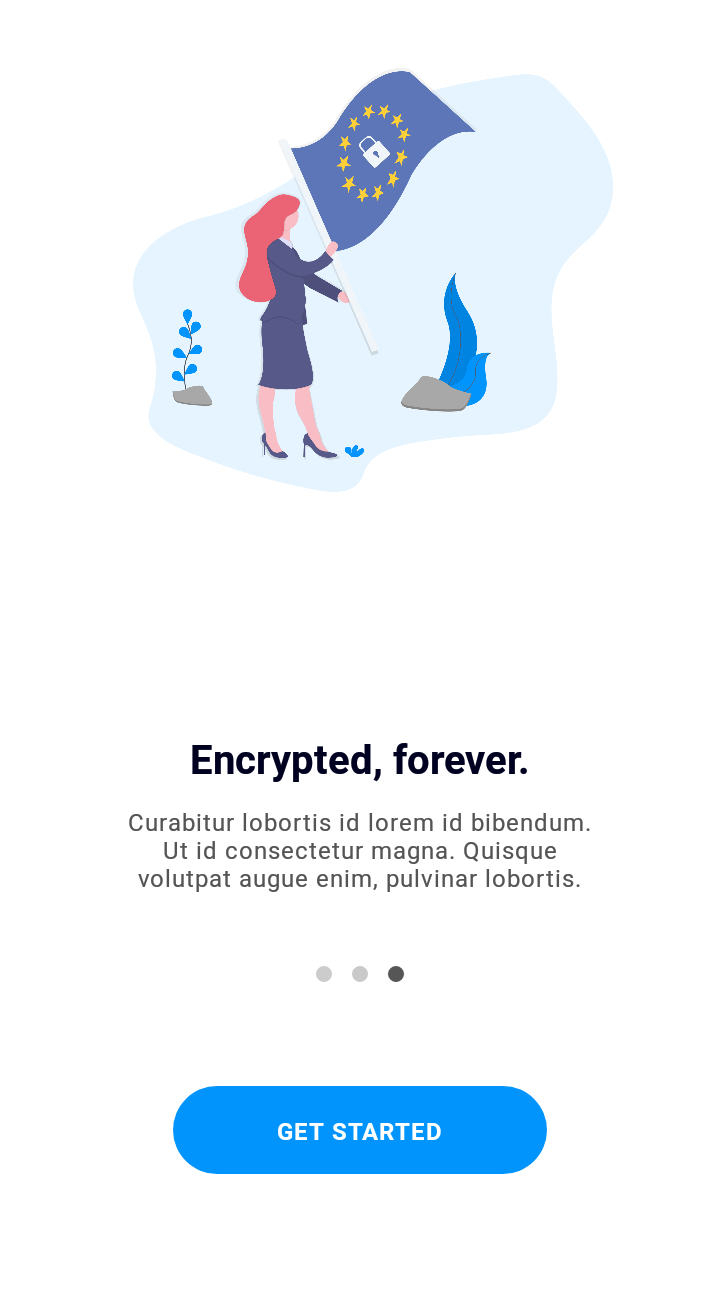 Encrypted, forever.
Curabitur lobortis id lorem id bibendum.
Ut id consectetur magna. Quisque
volutpat augue enim, pulvinar lobortis.
GET STARTED